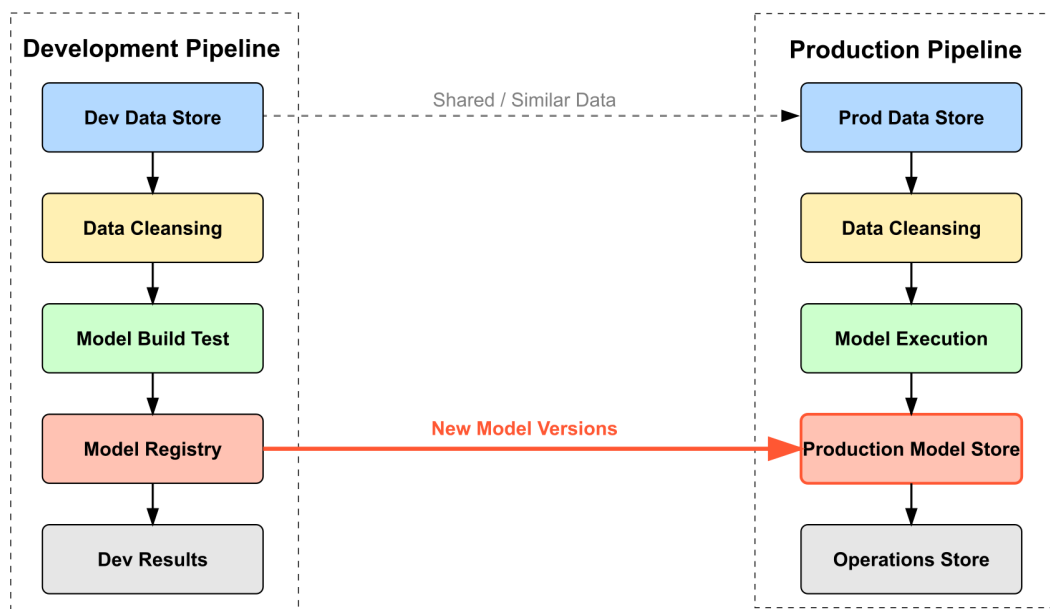 Development Pipeline
Production Pipeline
Dev Data Store
Shared / Similar Data
Prod Data Store
Data Cleansing
Data Cleansing
Model Build Test
Model Execution
Model Registry
New Model Versions
Production Model Store
Dev Results
Operations Store